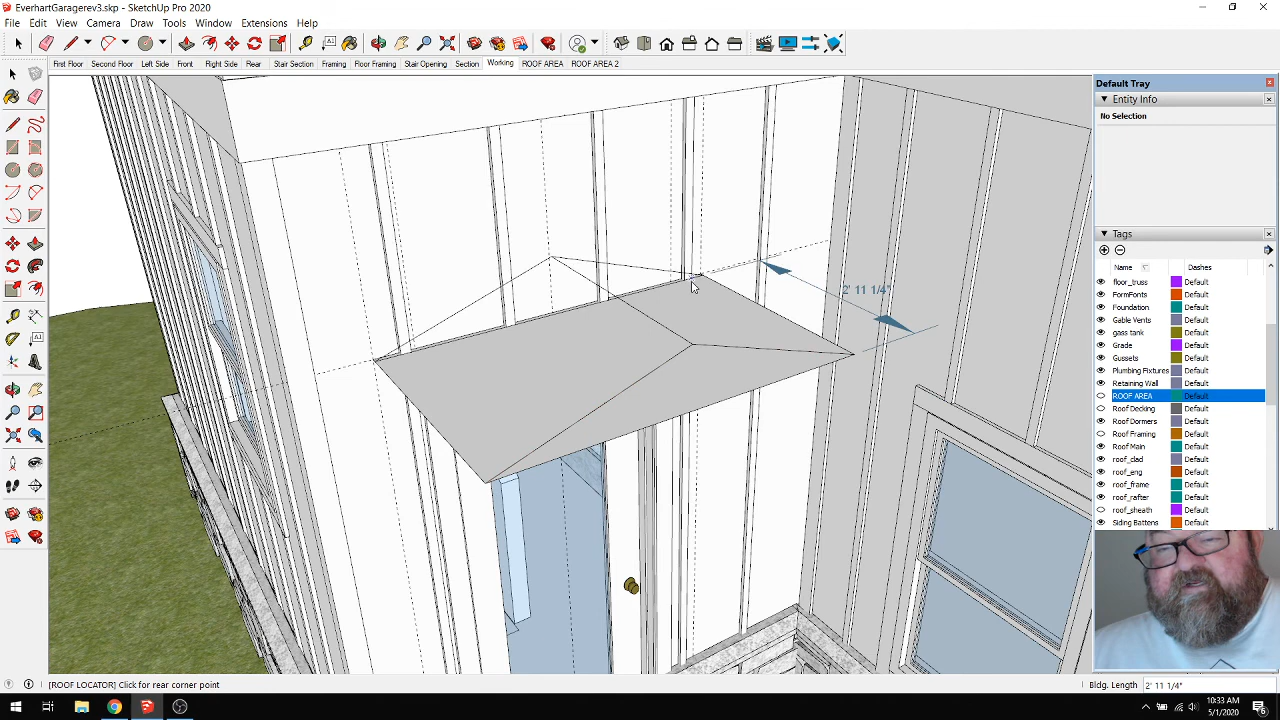 EverhartGaragerev3.skp - SketchUp Pro 2020
File Edit View Camera Draw Tools Window Extensions Help
First Floor Second Floor Left Side Front Right Side Rear Stair Section Framing Floor Framing Stair Opening Section Working ROOF AREA ROOF AREA 2
Default Tray
Entity Info
No Selection
Tags
Name Dashes
floor_truss Default
FormFonts Default
Foundation Default
Gable Vents Default
gass tank Default
Grade Default
Gussets Default
Plumbing Fixtures Default
Retaining Wall Default
ROOF AREA Default
Roof Decking Default
Roof Dormers Default
Roof Framing Default
Roof Main Default
roof_clad Default
roof_eng Default
roof_frame Default
roof_rafter Default
roof_sheath Default
Siding Battens Default
2' 11 1/4"
[ROOF LOCATOR] Click for rear corner point
Bldg. Length 2' 11 1/4"
10:33 AM
5/1/2020
6